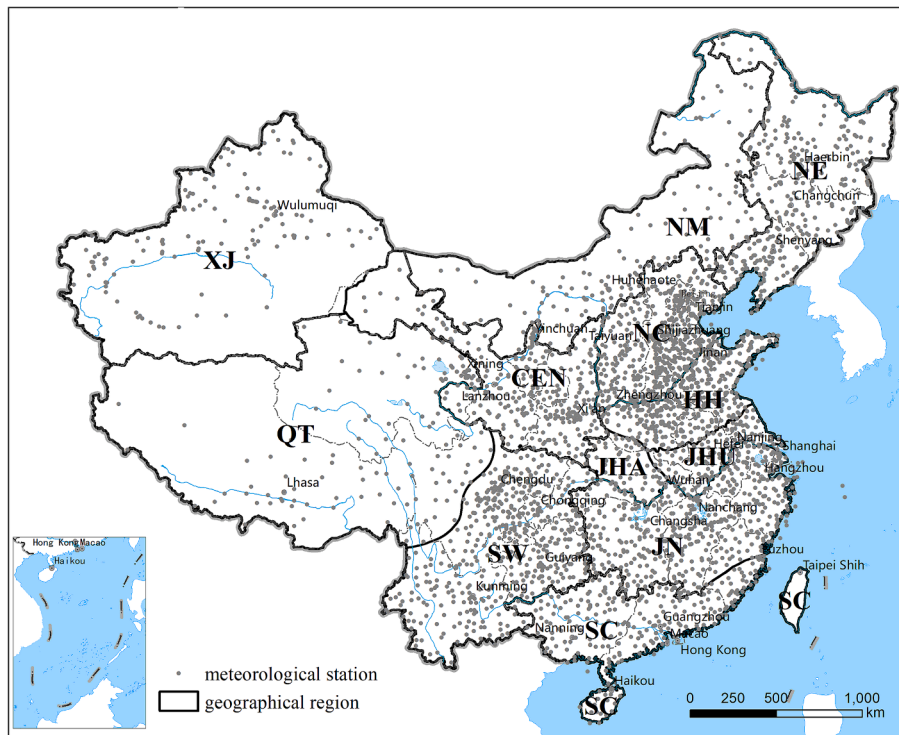 Haerbin
NE
Changchun
Wulumuqi
NM
Shenyang
XJ
Huhehaote
Tianjin
Yinchuan
Taiyuan
NC
Shijiazhuang
Jinan
Xining
CEN
Lanzhou
Zhengzhou
HH
Xi'an
QT
Nanjing
Hefei
Shanghai
JHU
JHA
Hangzhou
Lhasa
Chengdu
Wuhan
Chongqing
Nanchang
Changsha
SW
JN
Guiyang
Fuzhou
Taipei Shih
Kunming
SC
Guangzhou
SC
Nanning
Macao
Hong Kong
Haikou
SC
Hong Kong
Macao
Haikou
meteorological station
geographical region
0 250 500 1,000
km